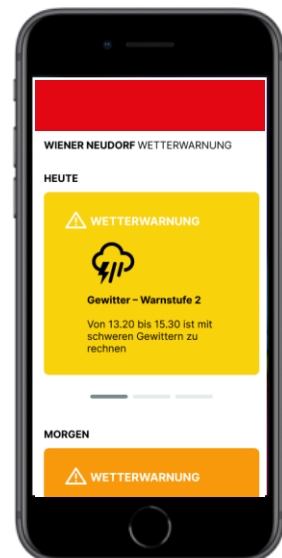 WIENER NEUDORF WETTERWARNUNG
HEUTE
WETTERWARNUNG
Gewitter – Warnstufe 2
Von 13.20 bis 15.30 ist mit
schweren Gewittern zu
rechnen
MORGEN
WETTERWARNUNG